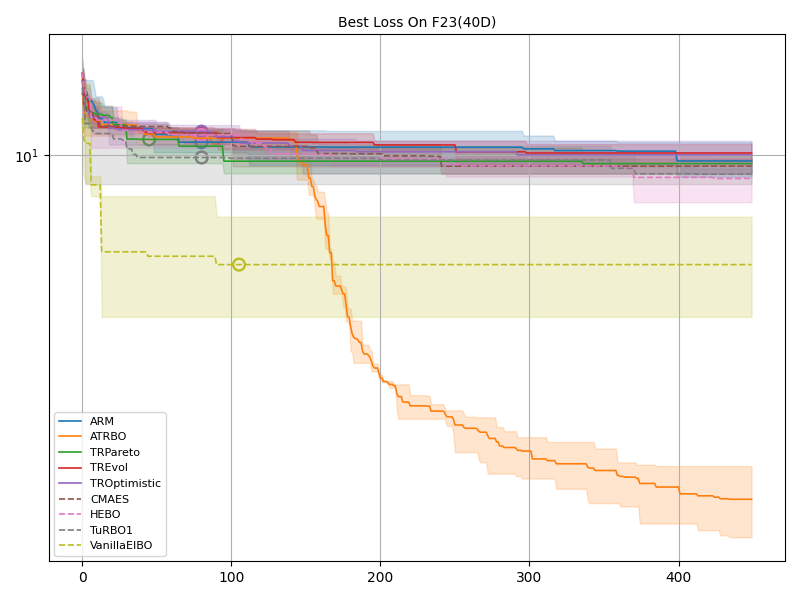 Best Loss On F23(40D)
10^1
ARM
ATRBO
TRPareto
TREvol
TROptimistic
CMAES
HEBO
TuRBO1
VanillaEIBO
0 100 200 300 400